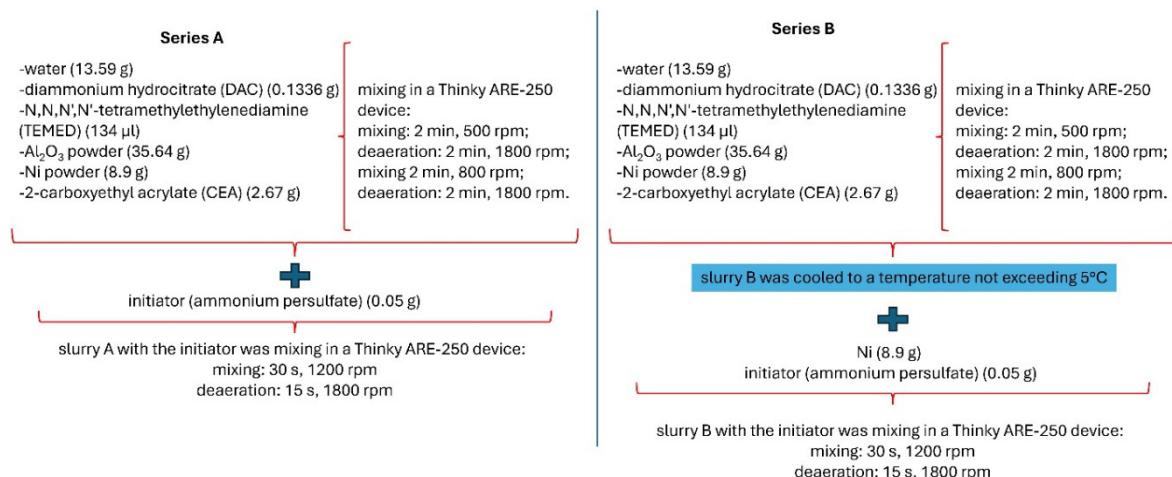 Series A
-water (13.59 g)
-diammonium hydrocitrate (DAC) (0.1336 g)
-N,N,N',N'-tetramethylethylenediamine
(TEMED) (134 µl)
-Al₂O₃ powder (35.64 g)
-Ni powder (8.9 g)
-2-carboxyethyl acrylate (CEA) (2.67 g)
mixing in a Thinky ARE-250
device:
mixing: 2 min, 500 rpm;
deaeration: 2 min, 1800 rpm;
mixing 2 min, 800 rpm;
deaeration: 2 min, 1800 rpm.
initiator (ammonium persulfate) (0.05 g)
slurry A with the initiator was mixing in a Thinky ARE-250 device:
mixing: 30 s, 1200 rpm
deaeration: 15 s, 1800 rpm
Series B
-water (13.59 g)
-diammonium hydrocitrate (DAC) (0.1336 g)
-N,N,N',N'-tetramethylethylenediamine
(TEMED) (134 µl)
-Al₂O₃ powder (35.64 g)
-Ni powder (8.9 g)
-2-carboxyethyl acrylate (CEA) (2.67 g)
mixing in a Thinky ARE-250
device:
mixing: 2 min, 500 rpm;
deaeration: 2 min, 1800 rpm;
mixing 2 min, 800 rpm;
deaeration: 2 min, 1800 rpm.
slurry B was cooled to a temperature not exceeding 5°C
Ni (8.9 g)
initiator (ammonium persulfate) (0.05 g)
slurry B with the initiator was mixing in a Thinky ARE-250 device:
mixing: 30 s, 1200 rpm
deaeration: 15 s, 1800 rpm